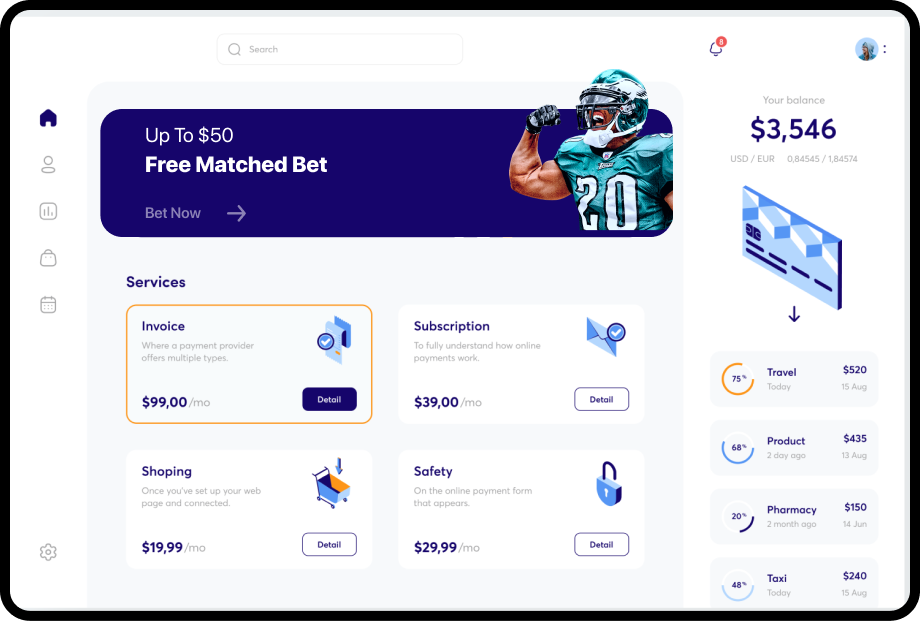 Search
8
Up To $50
Free Matched Bet
Bet Now
20
Services
Invoice
Where a payment provider
offers multiple types.
$99,00/mo
Detail
Subscription
To fully understand how online
payments work.
$39,00/mo
Detail
Shoping
Once you've set up your web
page and connected.
$19,99/mo
Detail
Safety
On the online payment form
that appears.
$29,99/mo
Detail
Your balance
$3,546
USD / EUR 0,84545 / 1,84574
75% Travel $520
Today 15 Aug
68% Product $435
2 day ago 13 Aug
20% Pharmacy $150
2 month ago 14 Jun
48% Taxi $240
Today 15 Aug